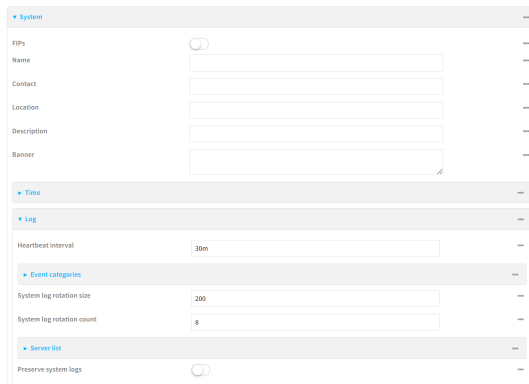 System
FIPs
Name
Contact
Location
Description
Banner
Time
Log
Heartbeat interval
30m
Event categories
System log rotation size
200
System log rotation count
8
Server list
Preserve system logs